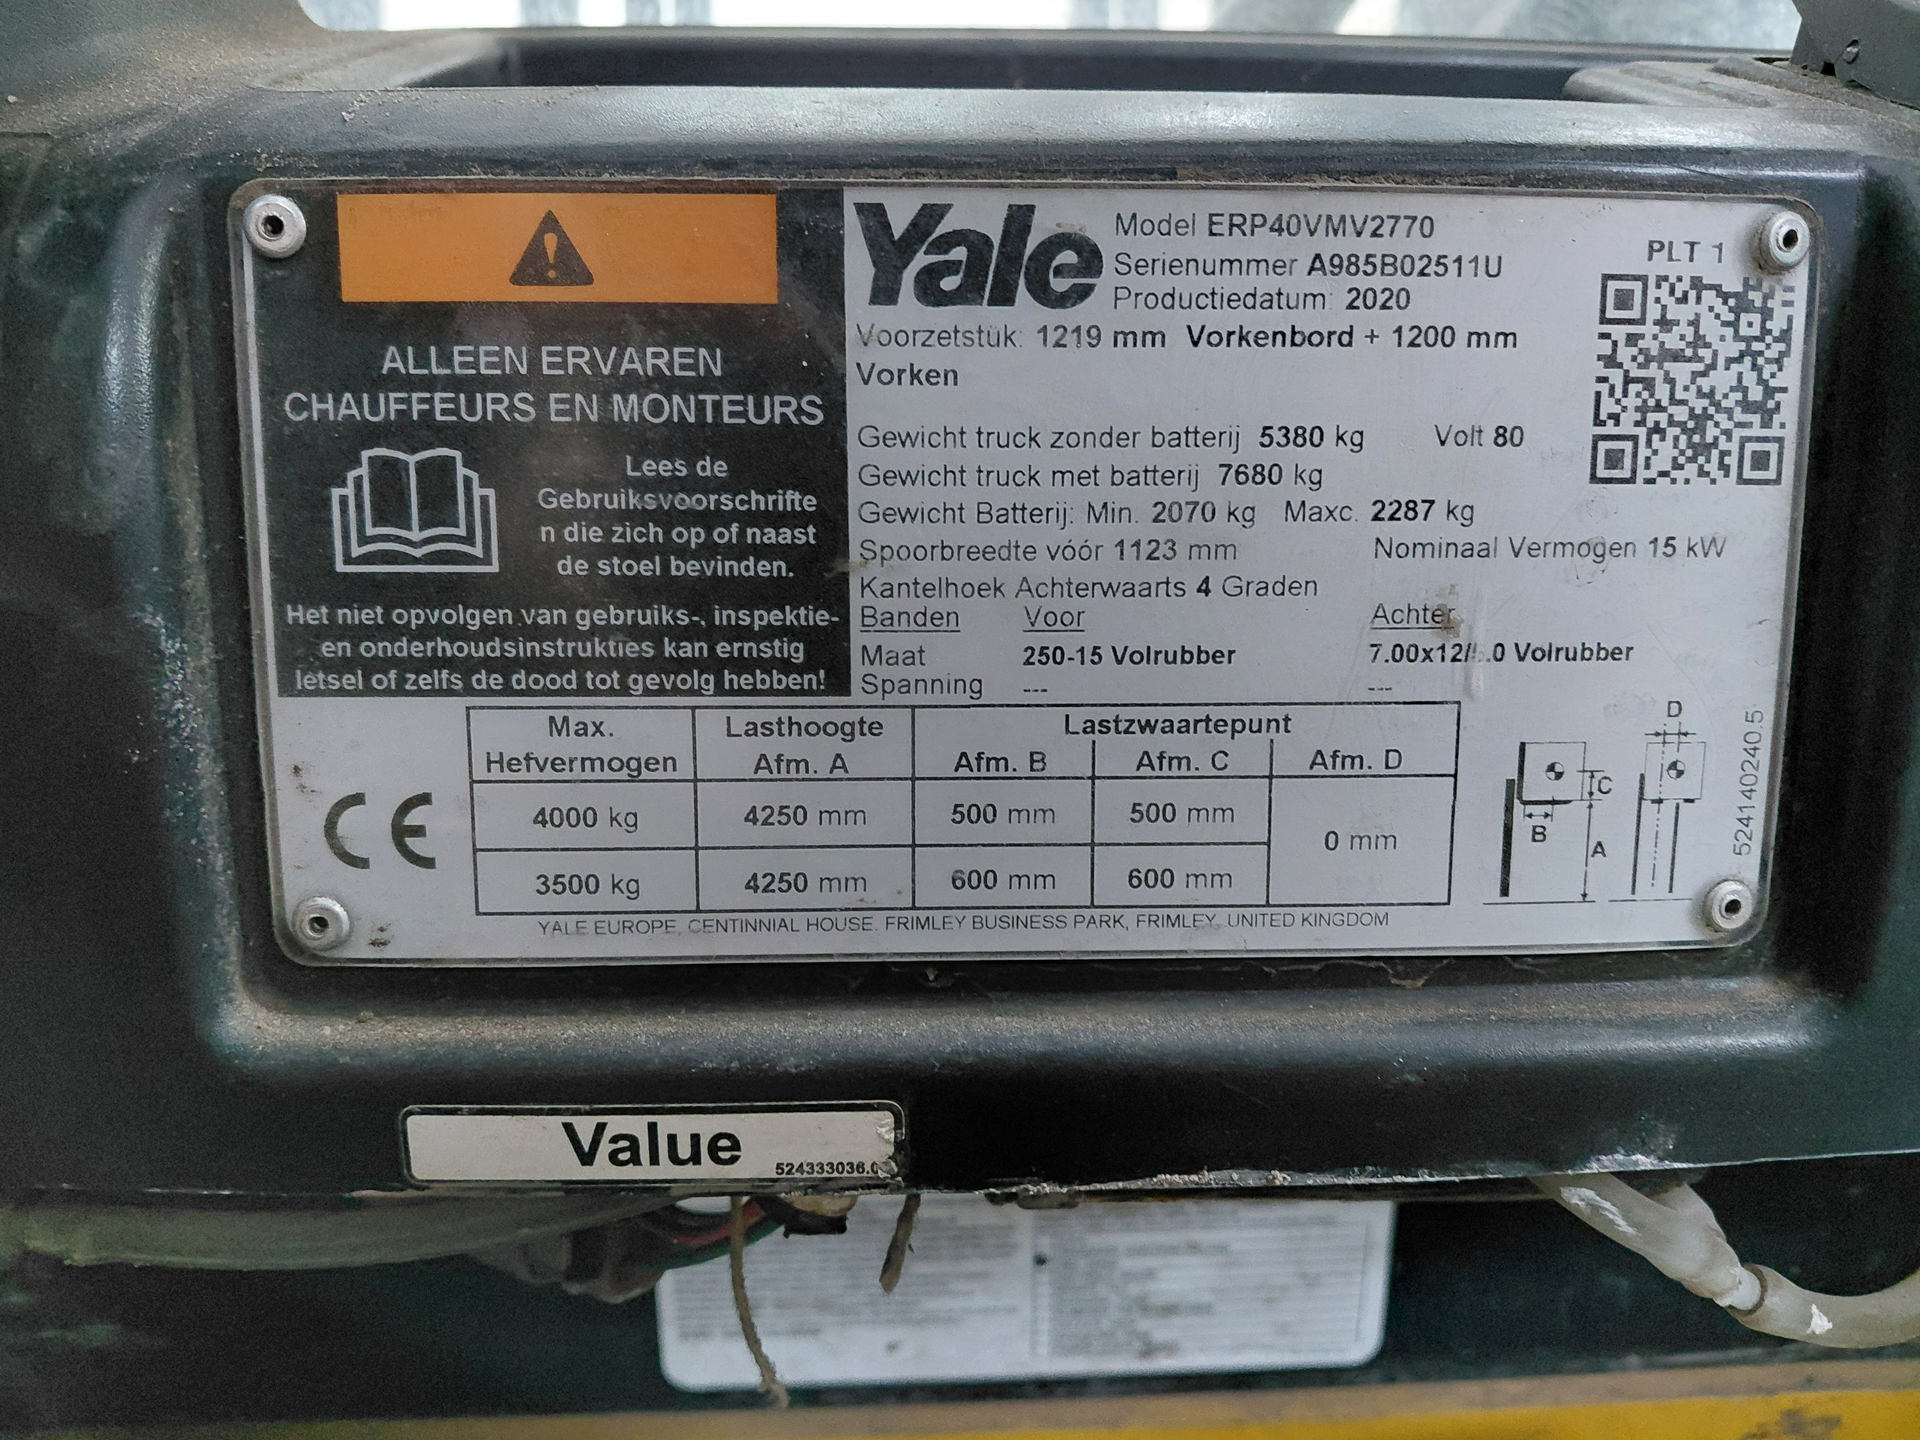 ALLEEN ERVAREN
CHAUFFEURS EN MONTEURS
Lees de
Gebruiksvoorschrifte
n die zich op of naast
de stoel bevinden.
Het niet opvolgen van gebruiks-, inspektie-
en onderhoudsinstrukties kan ernstig
letsel of zelfs de dood tot gevolg hebben!
Yale
Model ERP40VMV2770
Serienummer A985B02511U
Productiedatum: 2020
PLT 1
Voorzetstuk: 1219 mm Vorkenbord + 1200 mm
Vorken
Gewicht truck zonder batterij 5380 kg Volt 80
Gewicht truck met batterij 7680 kg
Gewicht Batterij: Min. 2070 kg Maxc. 2287 kg
Spoorbreedte vóór 1123 mm Nominaal Vermogen 15 kW
Kantelhoek Achterwaarts 4 Graden
Banden Voor Achter
Maat 250-15 Volrubber Volrubber
Spanning --- ---
Max. Hefvermogen Lasthoogte Afm. A Lastzwaartepunt
Afm. B Afm. C Afm. D
4000 kg 4250 mm 500 mm 500 mm 0 mm
3500 kg 4250 mm 600 mm 600 mm
CE
D
C
B
A
524140240.5
YALE EUROPE, CENTINNIAL HOUSE. FRIMLEY BUSINESS PARK, FRIMLEY, UNITED KINGDOM
Value